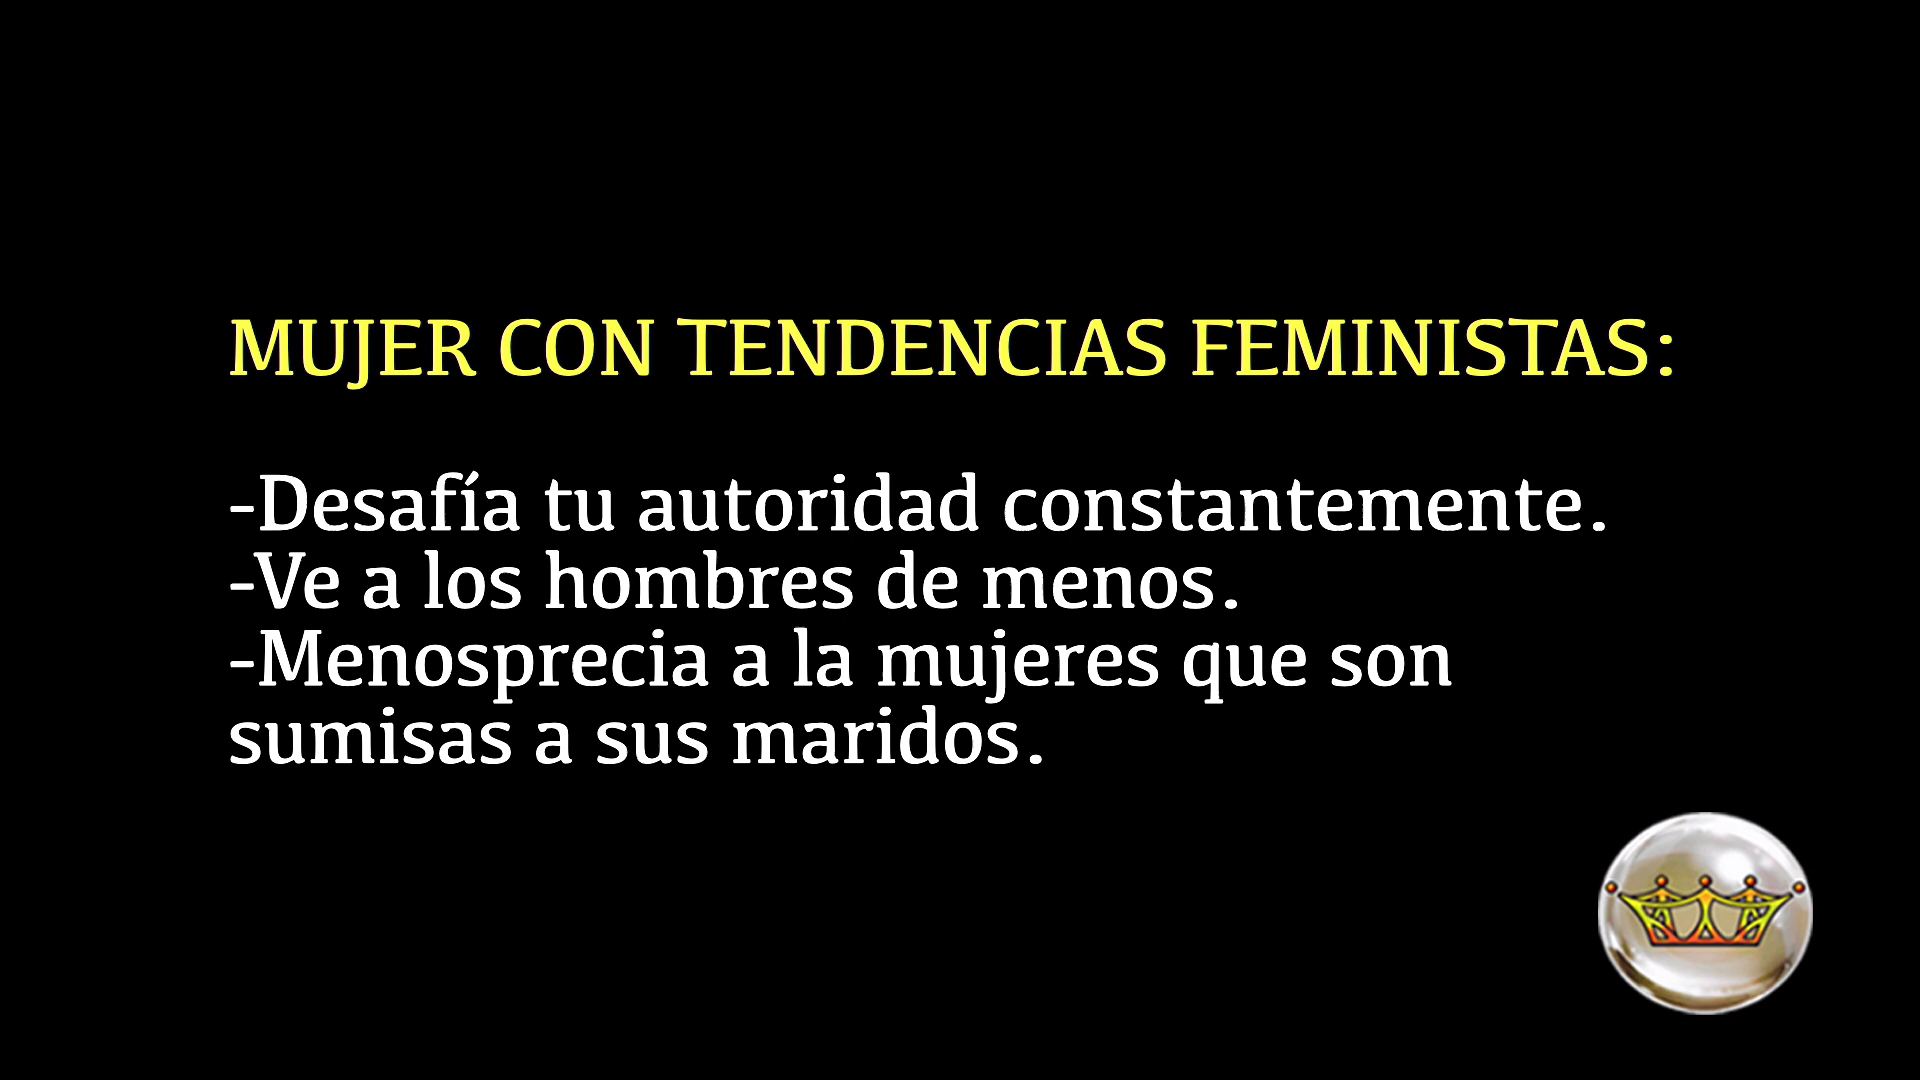 MUJER CON TENDENCIAS FEMINISTAS:
-Desafía tu autoridad constantemente.
-Ve a los hombres de menos.
-Menosprecia a la mujeres que son
sumisas a sus maridos.